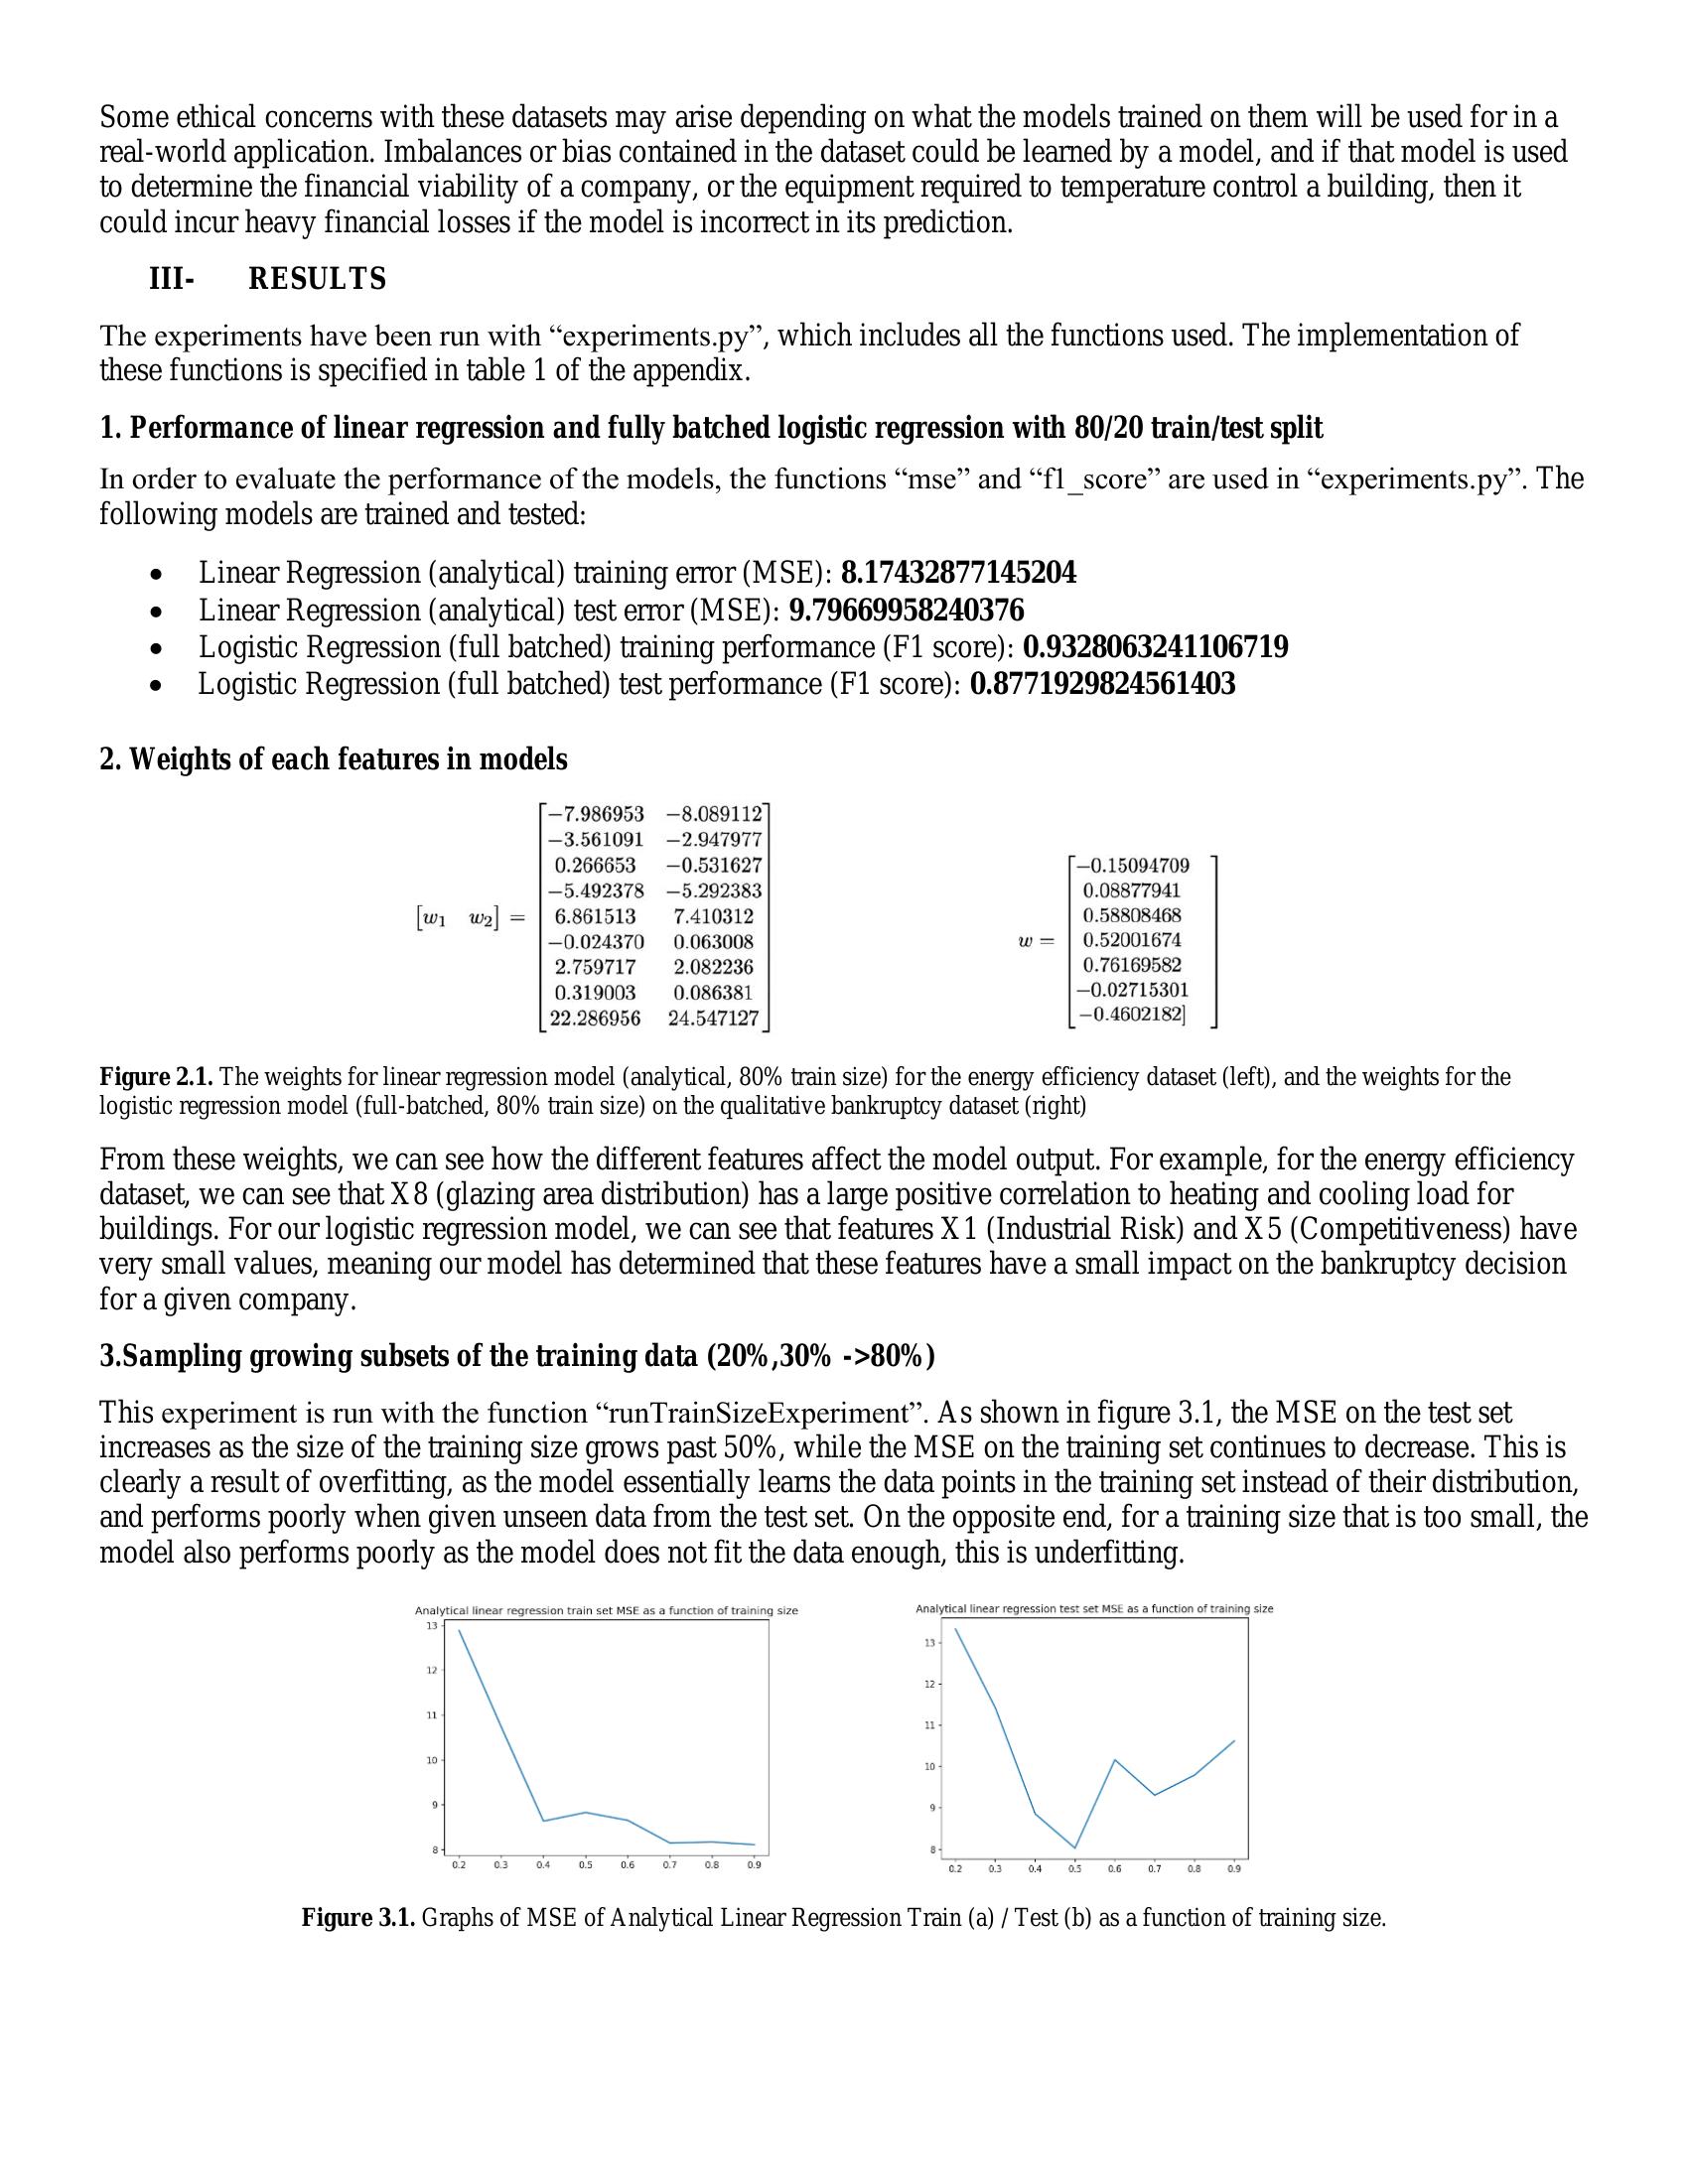 Some ethical concerns with these datasets may arise depending on what the models trained on them will be used for in a
real-world application. Imbalances or bias contained in the dataset could be learned by a model, and if that model is used
to determine the financial viability of a company, or the equipment required to temperature control a building, then it
could incur heavy financial losses if the model is incorrect in its prediction.
III- RESULTS
The experiments have been run with “experiments.py”, which includes all the functions used. The implementation of
these functions is specified in table 1 of the appendix.
1. Performance of linear regression and fully batched logistic regression with 80/20 train/test split
In order to evaluate the performance of the models, the functions “mse” and “f1_score” are used in “experiments.py”. The
following models are trained and tested:
• Linear Regression (analytical) training error (MSE): 8.17432877145204
• Linear Regression (analytical) test error (MSE): 9.79669958240376
• Logistic Regression (full batched) training performance (F1 score): 0.9328063241106719
• Logistic Regression (full batched) test performance (F1 score): 0.8771929824561403
2. Weights of each features in models
[w1 w2] =
−7.986953 −8.089112
−3.561091 −2.947977
0.266653 −0.531627
−5.492378 −5.292383
6.861513 7.410312
−0.024370 0.063008
2.759717 2.082236
0.319003 0.086381
22.286956 24.547127
w =
−0.15094709
0.08877941
0.58808468
0.52001674
0.76169582
−0.02715301
−0.4602182]
Figure 2.1. The weights for linear regression model (analytical, 80% train size) for the energy efficiency dataset (left), and the weights for the
logistic regression model (full-batched, 80% train size) on the qualitative bankruptcy dataset (right)
From these weights, we can see how the different features affect the model output. For example, for the energy efficiency
dataset, we can see that X8 (glazing area distribution) has a large positive correlation to heating and cooling load for
buildings. For our logistic regression model, we can see that features X1 (Industrial Risk) and X5 (Competitiveness) have
very small values, meaning our model has determined that these features have a small impact on the bankruptcy decision
for a given company.
3.Sampling growing subsets of the training data (20%,30% ->80%)
This experiment is run with the function “runTrainSizeExperiment”. As shown in figure 3.1, the MSE on the test set
increases as the size of the training size grows past 50%, while the MSE on the training set continues to decrease. This is
clearly a result of overfitting, as the model essentially learns the data points in the training set instead of their distribution,
and performs poorly when given unseen data from the test set. On the opposite end, for a training size that is too small, the
model also performs poorly as the model does not fit the data enough, this is underfitting.
Analytical linear regression train set MSE as a function of training size
13
12
11
10
9
8
0.2 0.3 0.4 0.5 0.6 0.7 0.8 0.9
Analytical linear regression test set MSE as a function of training size
13
12
11
10
9
8
0.2 0.3 0.4 0.5 0.6 0.7 0.8 0.9
Figure 3.1. Graphs of MSE of Analytical Linear Regression Train (a) / Test (b) as a function of training size.